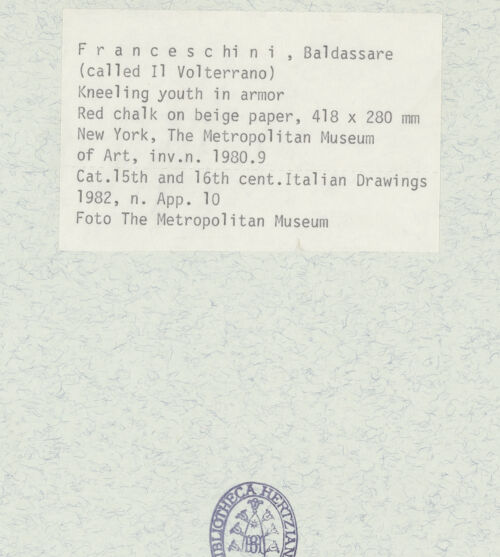 F r a n c e s c h i n i , Baldassare
(called Il Volterrano)
Kneeling youth in armor
Red chalk on beige paper, 418 x 280 mm
New York, The Metropolitan Museum
of Art, inv.n. 1980.9
Cat.15th and 16th cent.Italian Drawings
1982, n. App. 10
Foto The Metropolitan Museum
BIBLIOTHECA HERTZIAN